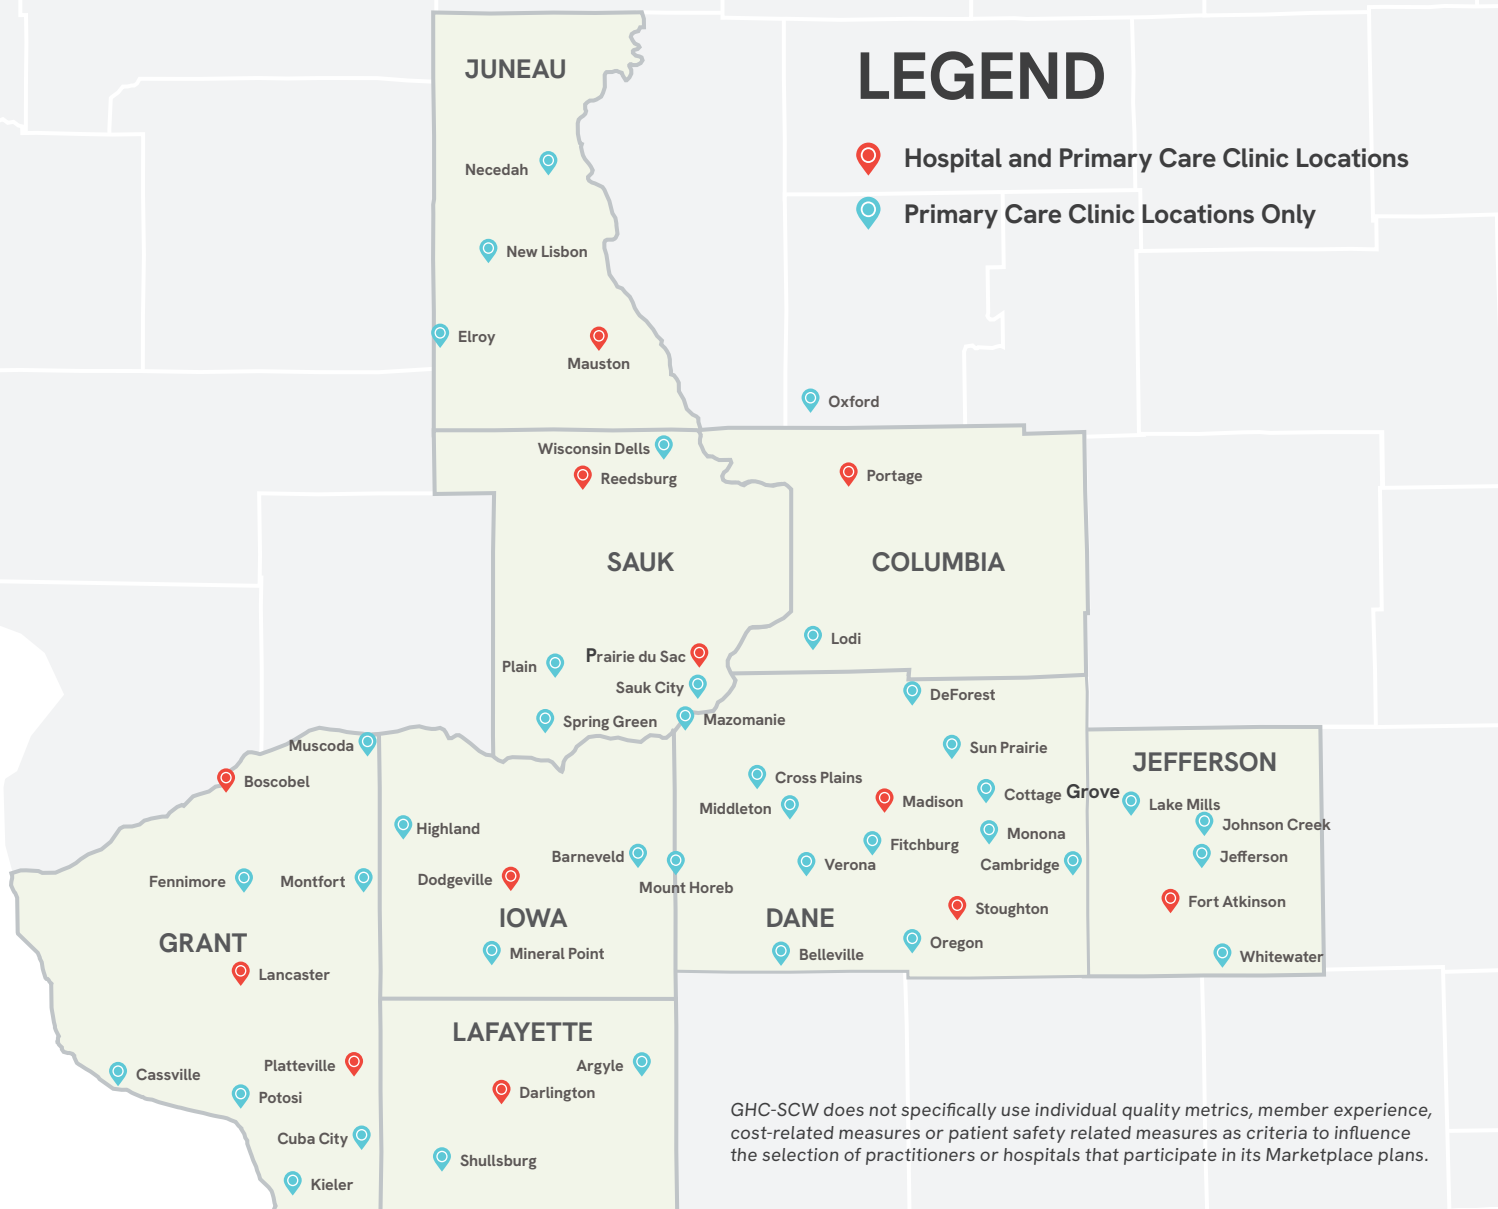 LEGEND
JUNEAU
Hospital and Primary Care Clinic Locations
Necedah
Primary Care Clinic Locations Only
New Lisbon
Elroy
Mauston
Oxford
Wisconsin Dells
Reedsburg
Portage
SAUK
COLUMBIA
Lodi
Prairie du Sac
Plain
Sauk City
DeForest
Spring Green
Mazomanie
Muscoda
Sun Prairie
JEFFERSON
Boscobel
Cross Plains
Cottage Grove
Madison
Lake Mills
Middleton
Johnson Creek
Highland
Monona
Fitchburg
Barneveld
Jefferson
Verona
Cambridge
Fennimore
Montfort
Dodgeville
Mount Horeb
Fort Atkinson
Stoughton
IOWA
DANE
GRANT
Oregon
Mineral Point
Belleville
Whitewater
Lancaster
LAFAYETTE
Platteville
Argyle
Cassville
Darlington
Potosi
GHC-SCW does not specifically use individual quality metrics, member experience,
cost-related measures or patient safety related measures as criteria to influence
the selection of practitioners or hospitals that participate in its Marketplace plans.
Cuba City
Shullsburg
Kieler